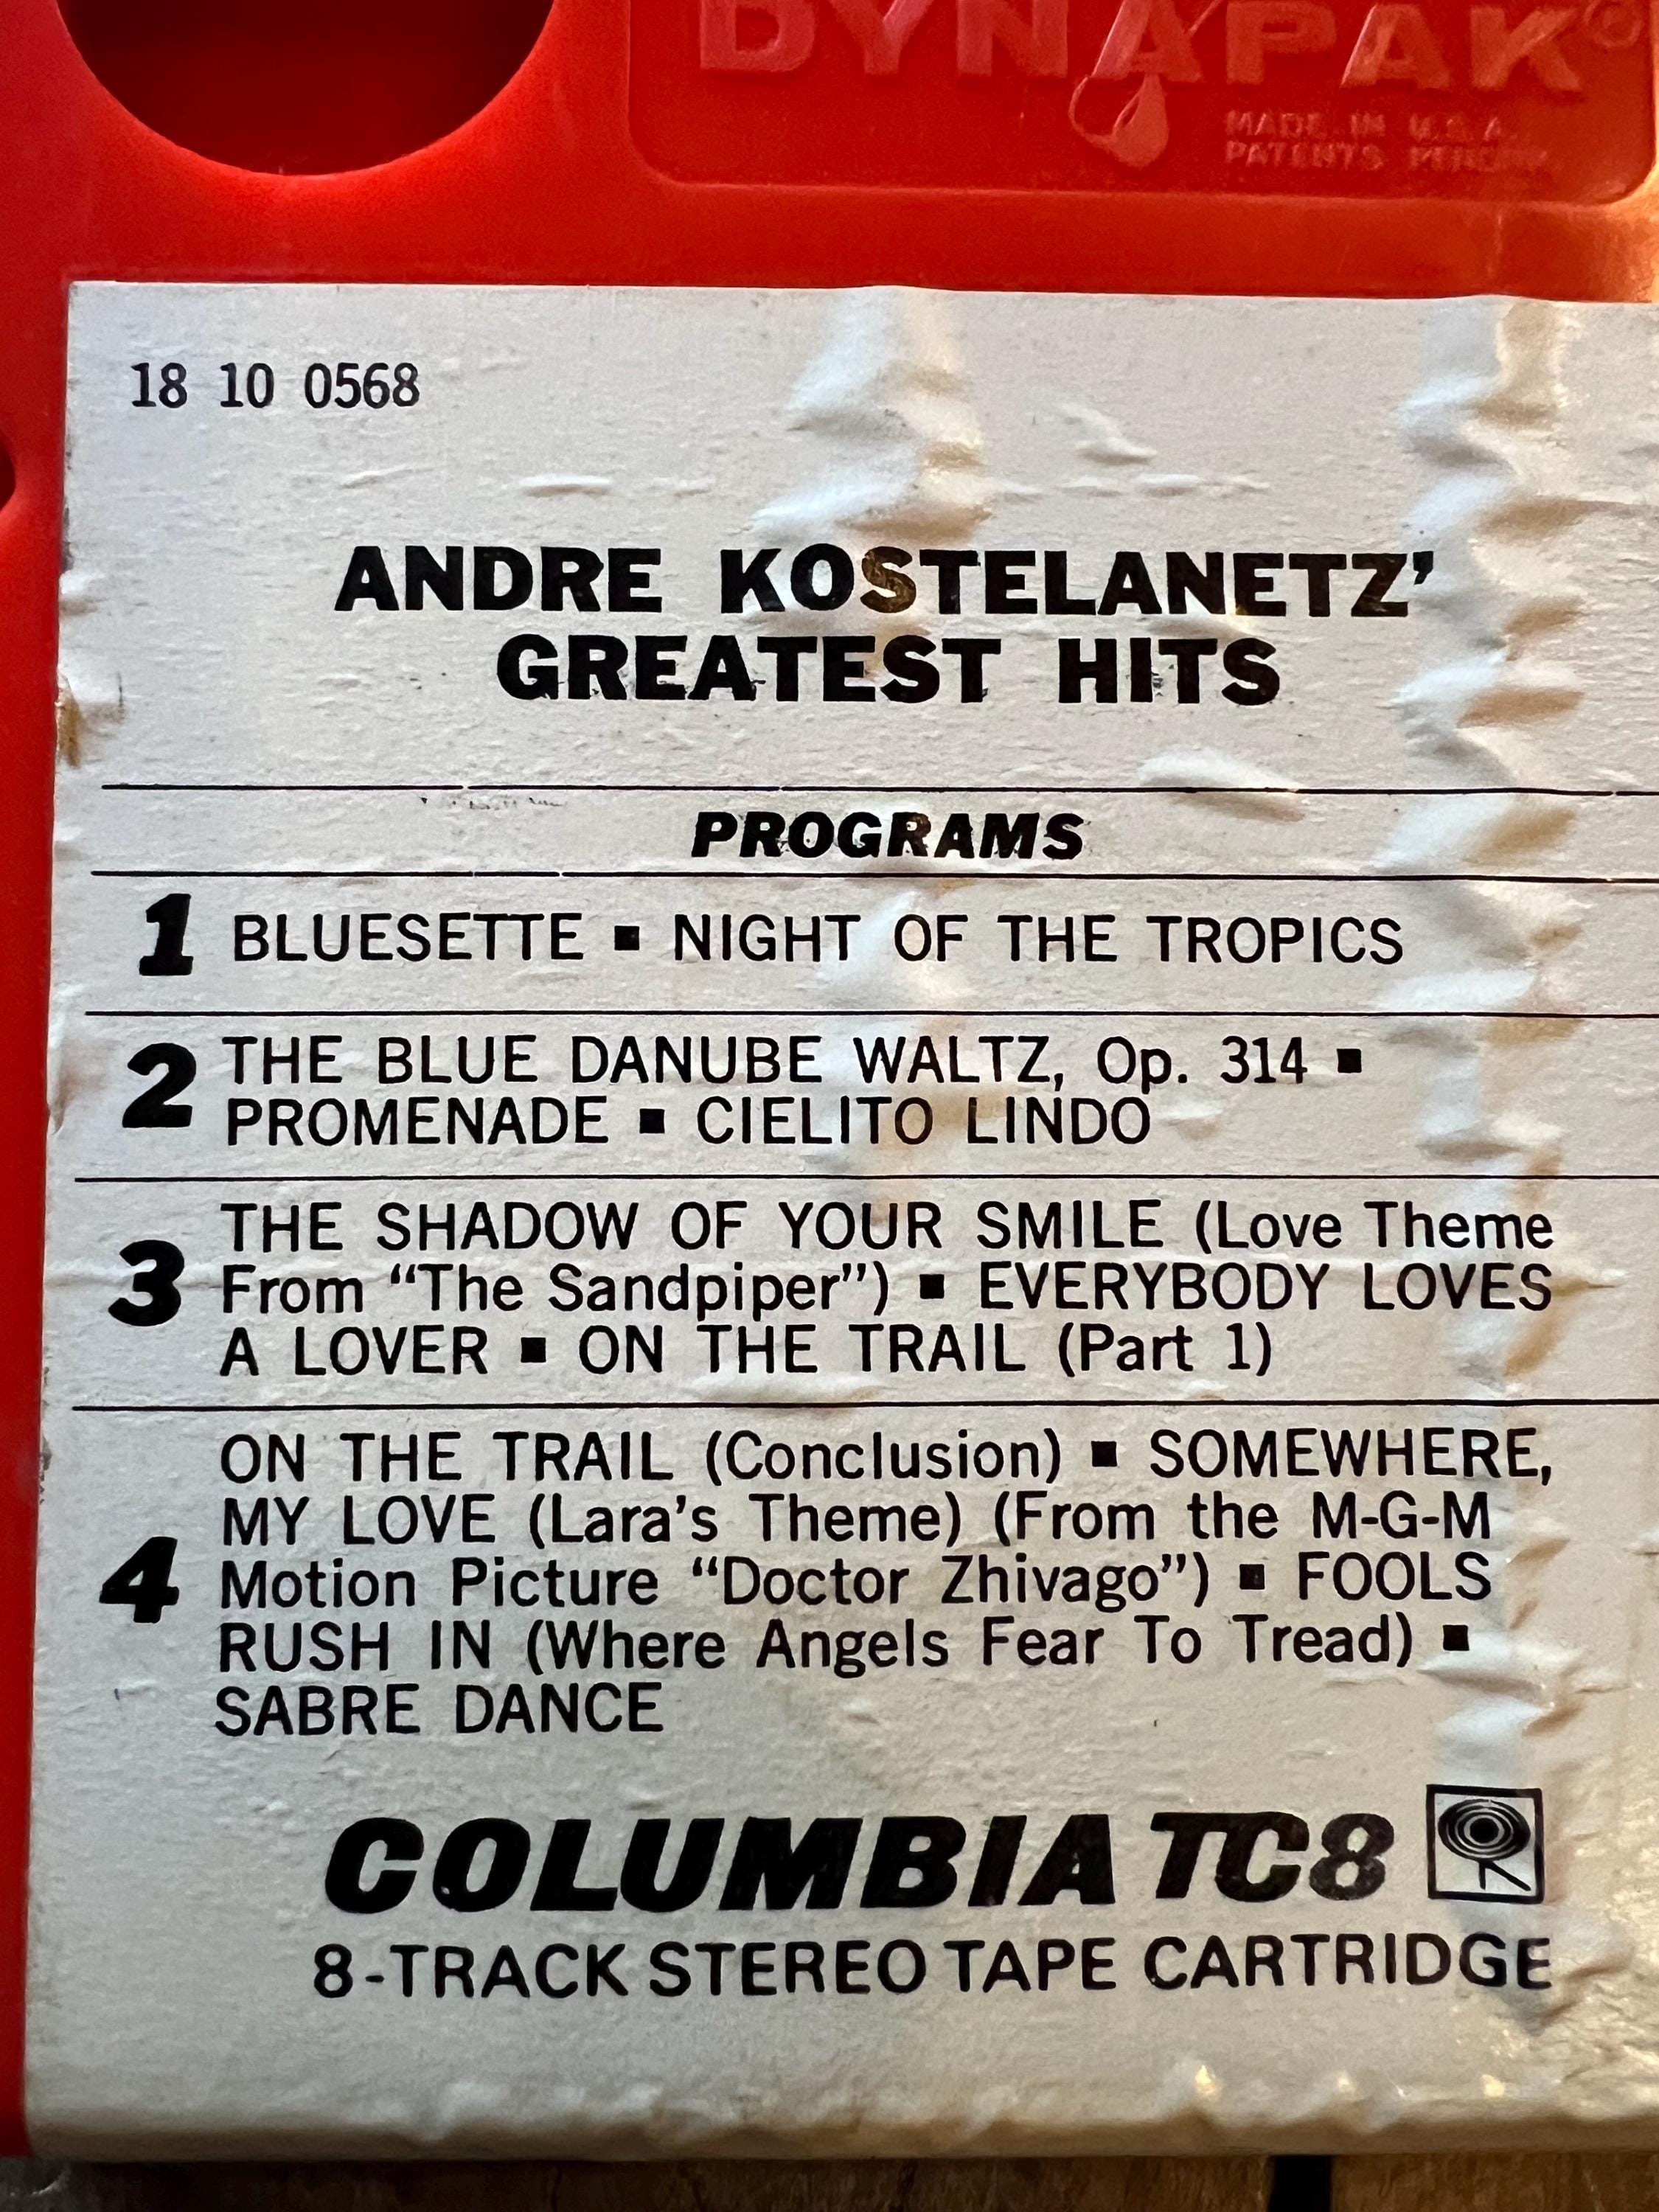 DYNAPAK®
MADE IN U.S.A.
PATENTS PENDING
18 10 0568
ANDRE KOSTELANETZ’
GREATEST HITS
PROGRAMS
1 BLUESETTE ▪ NIGHT OF THE TROPICS
2 THE BLUE DANUBE WALTZ, Op. 314 ▪
PROMENADE ▪ CIELITO LINDO
3 THE SHADOW OF YOUR SMILE (Love Theme
From “The Sandpiper”) ▪ EVERYBODY LOVES
A LOVER ▪ ON THE TRAIL (Part 1)
4 ON THE TRAIL (Conclusion) ▪ SOMEWHERE,
MY LOVE (Lara’s Theme) (From the M-G-M
Motion Picture “Doctor Zhivago”) ▪ FOOLS
RUSH IN (Where Angels Fear To Tread) ▪
SABRE DANCE
COLUMBIA TC8
8-TRACK STEREO TAPE CARTRIDGE